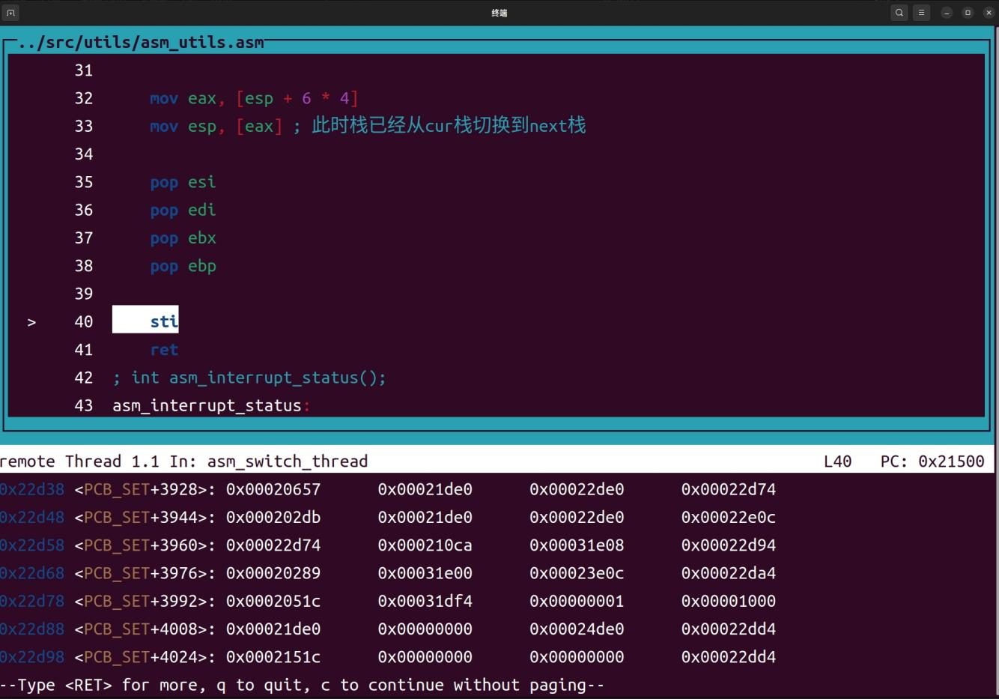 终端
../src/utils/asm_utils.asm
31
32 mov eax, [esp + 6 * 4]
33 mov esp, [eax] ; 此时栈已经从cur栈切换到next栈
34
35 pop esi
36 pop edi
37 pop ebx
38 pop ebp
39
> 40 sti
41 ret
42 ; int asm_interrupt_status();
43 asm_interrupt_status:
remote Thread 1.1 In: asm_switch_thread L40 PC: 0x21500
0x22d38 <PCB_SET+3928>: 0x00020657 0x00021de0 0x00022de0 0x00022d74
0x22d48 <PCB_SET+3944>: 0x000202db 0x00021de0 0x00022de0 0x00022e0c
0x22d58 <PCB_SET+3960>: 0x00022d74 0x000210ca 0x00031e08 0x00022d94
0x22d68 <PCB_SET+3976>: 0x00020289 0x00031e00 0x00023e0c 0x00022da4
0x22d78 <PCB_SET+3992>: 0x0002051c 0x00031df4 0x00000001 0x00001000
0x22d88 <PCB_SET+4008>: 0x00021de0 0x00000000 0x00024de0 0x00022dd4
0x22d98 <PCB_SET+4024>: 0x0002151c 0x00000000 0x00000000 0x00022dd4
--Type <RET> for more, q to quit, c to continue without paging--